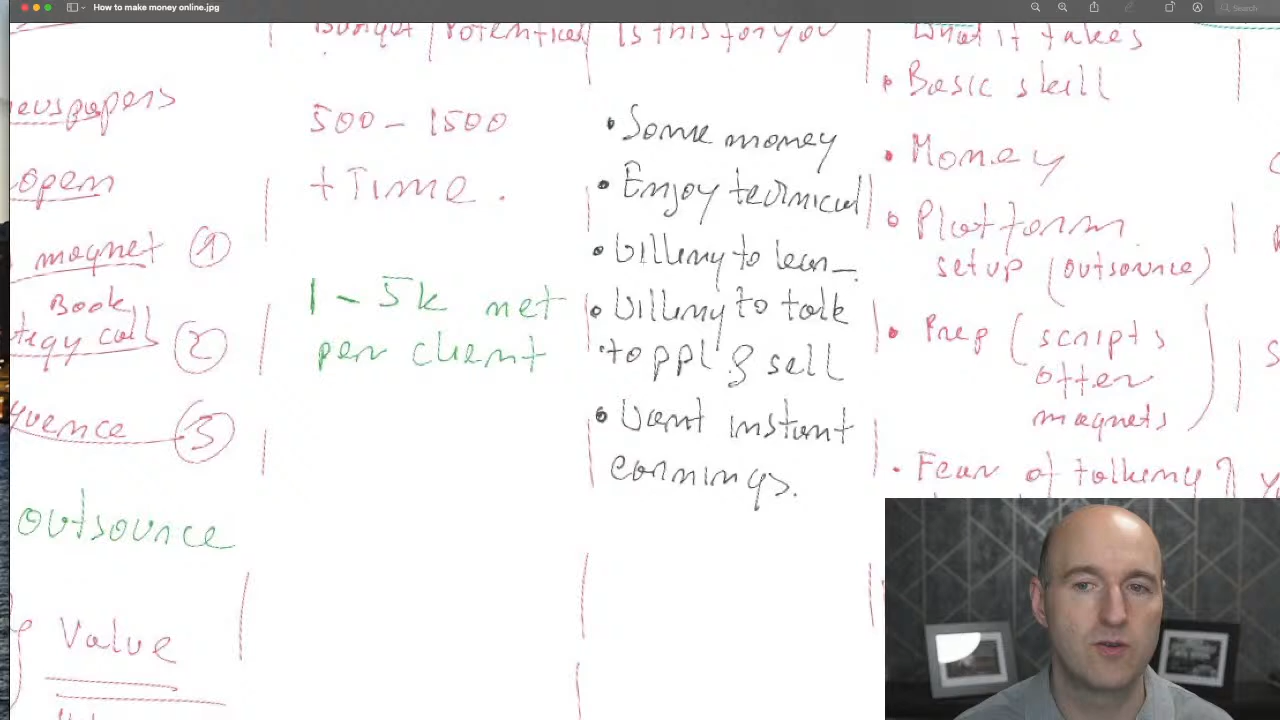 How to make money online.jpg
Search
Budget / Potential
Is this for you
What it takes
newspapers
open
magnet 1
Book
tegy call 2
quence 3
outsource
Value
500 - 1500
+ Time.
1 - 5k net
per client
• Some money
• Enjoy technical
• Willing to learn
• Willing to talk
to ppl & sell
• Want instant
earnings.
• Basic skill
• Money
• Platform
setup (outsource)
• Prep (scripts
offer
magnets)
• Fear of talking ?